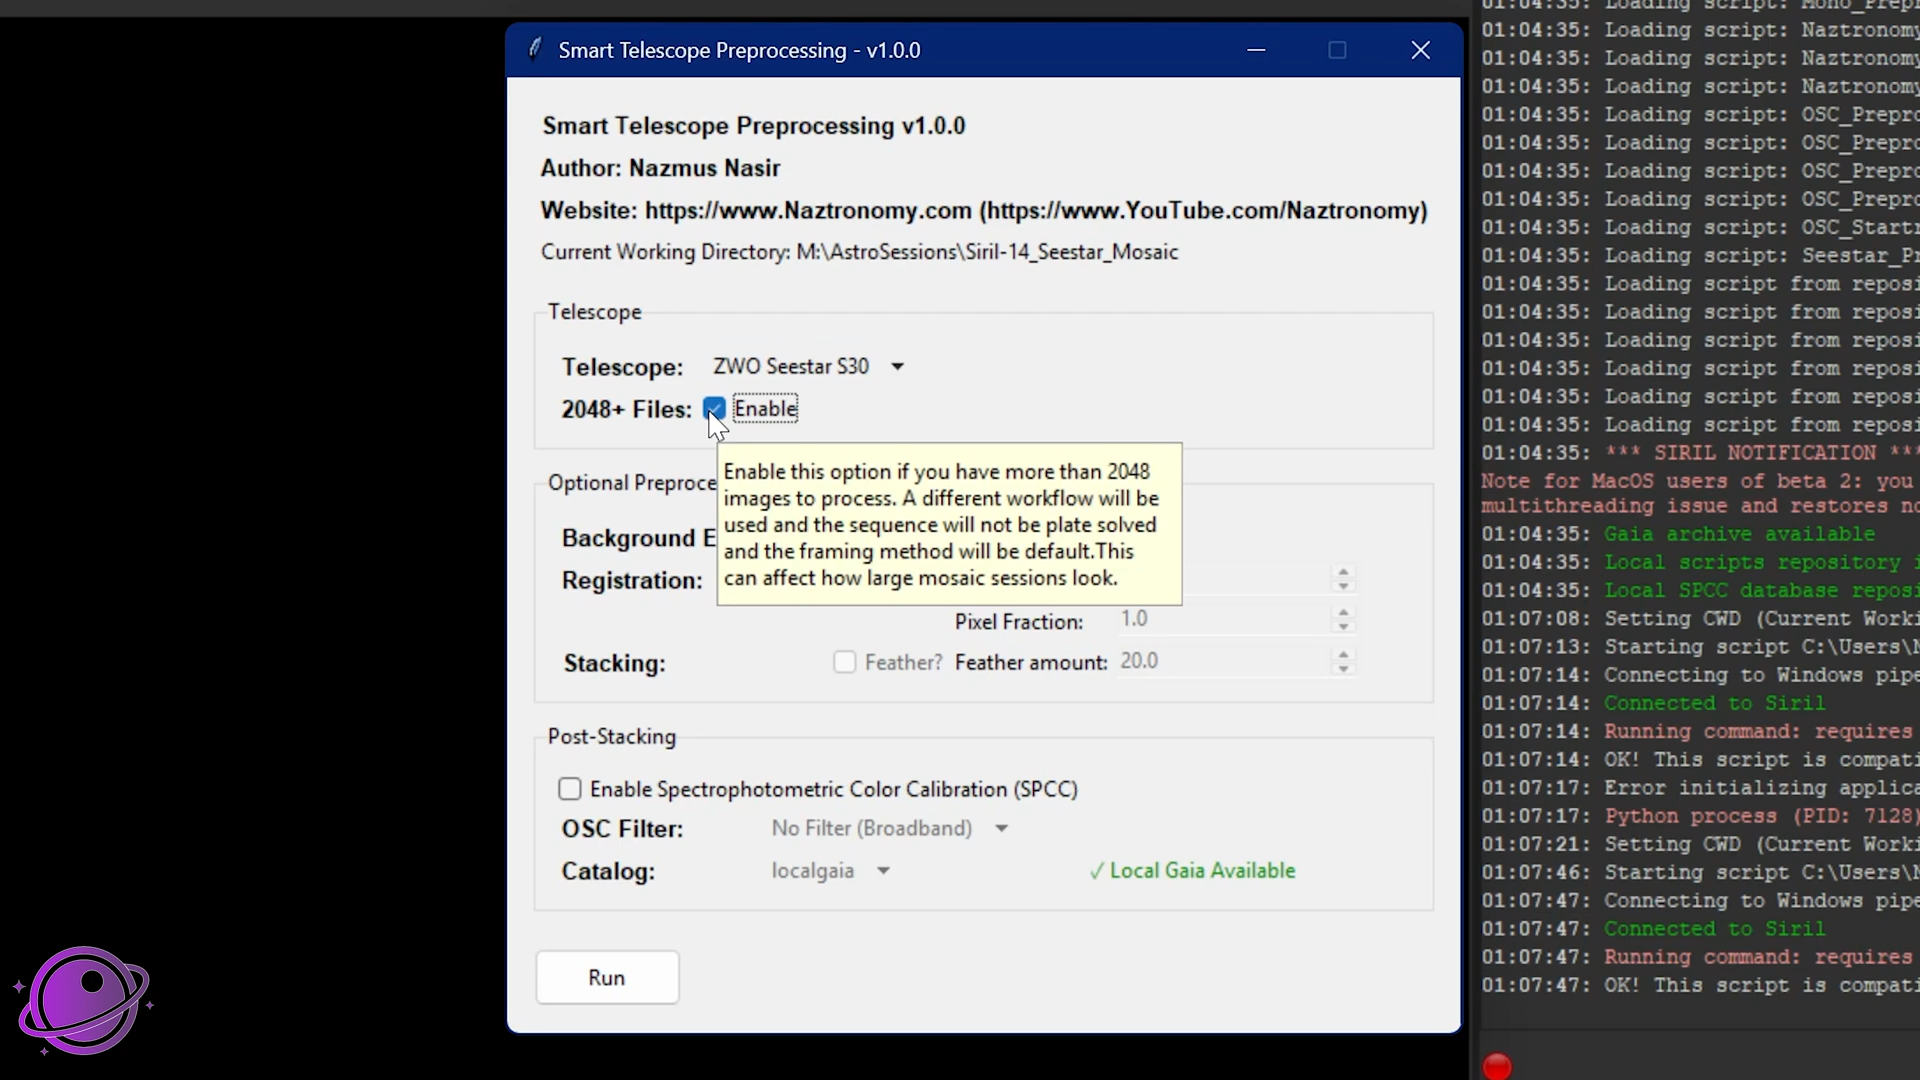 Smart Telescope Preprocessing - v1.0.0
Smart Telescope Preprocessing v1.0.0
Author: Nazmus Nasir
Website: https://www.Naztronomy.com (https://www.YouTube.com/Naztronomy)
Current Working Directory: M:\AstroSessions\Siril-14_Seestar_Mosaic
Telescope
Telescope: ZWO Seestar S30
2048+ Files: Enable
Enable this option if you have more than 2048
images to process. A different workflow will be
used and the sequence will not be plate solved
and the framing method will be default.This
can affect how large mosaic sessions look.
Optional Preproce
Background E
Registration:
Pixel Fraction: 1.0
Stacking: Feather? Feather amount: 20.0
Post-Stacking
Enable Spectrophotometric Color Calibration (SPCC)
OSC Filter: No Filter (Broadband)
Catalog: localgaia ✓ Local Gaia Available
Run
01:04:35: Loading script: Mono_Prepr
01:04:35: Loading script: Naztronomy
01:04:35: Loading script: Naztronomy
01:04:35: Loading script: Naztronomy
01:04:35: Loading script: OSC_Prepro
01:04:35: Loading script: OSC_Prepro
01:04:35: Loading script: OSC_Prepro
01:04:35: Loading script: OSC_Prepro
01:04:35: Loading script: OSC_Startr
01:04:35: Loading script: Seestar_Pr
01:04:35: Loading script from reposi
01:04:35: Loading script from reposi
01:04:35: Loading script from reposi
01:04:35: Loading script from reposi
01:04:35: Loading script from reposi
01:04:35: Loading script from reposi
01:04:35: *** SIRIL NOTIFICATION ***
Note for MacOS users of beta 2: you
multithreading issue and restores no
01:04:35: Gaia archive available
01:04:35: Local scripts repository i
01:04:35: Local SPCC database reposi
01:07:08: Setting CWD (Current Worki
01:07:13: Starting script C:\Users\N
01:07:14: Connecting to Windows pipe
01:07:14: Connected to Siril
01:07:14: Running command: requires
01:07:14: OK! This script is compati
01:07:17: Error initializing applica
01:07:17: Python process (PID: 7128)
01:07:21: Setting CWD (Current Worki
01:07:46: Starting script C:\Users\N
01:07:47: Connecting to Windows pipe
01:07:47: Connected to Siril
01:07:47: Running command: requires
01:07:47: OK! This script is compati